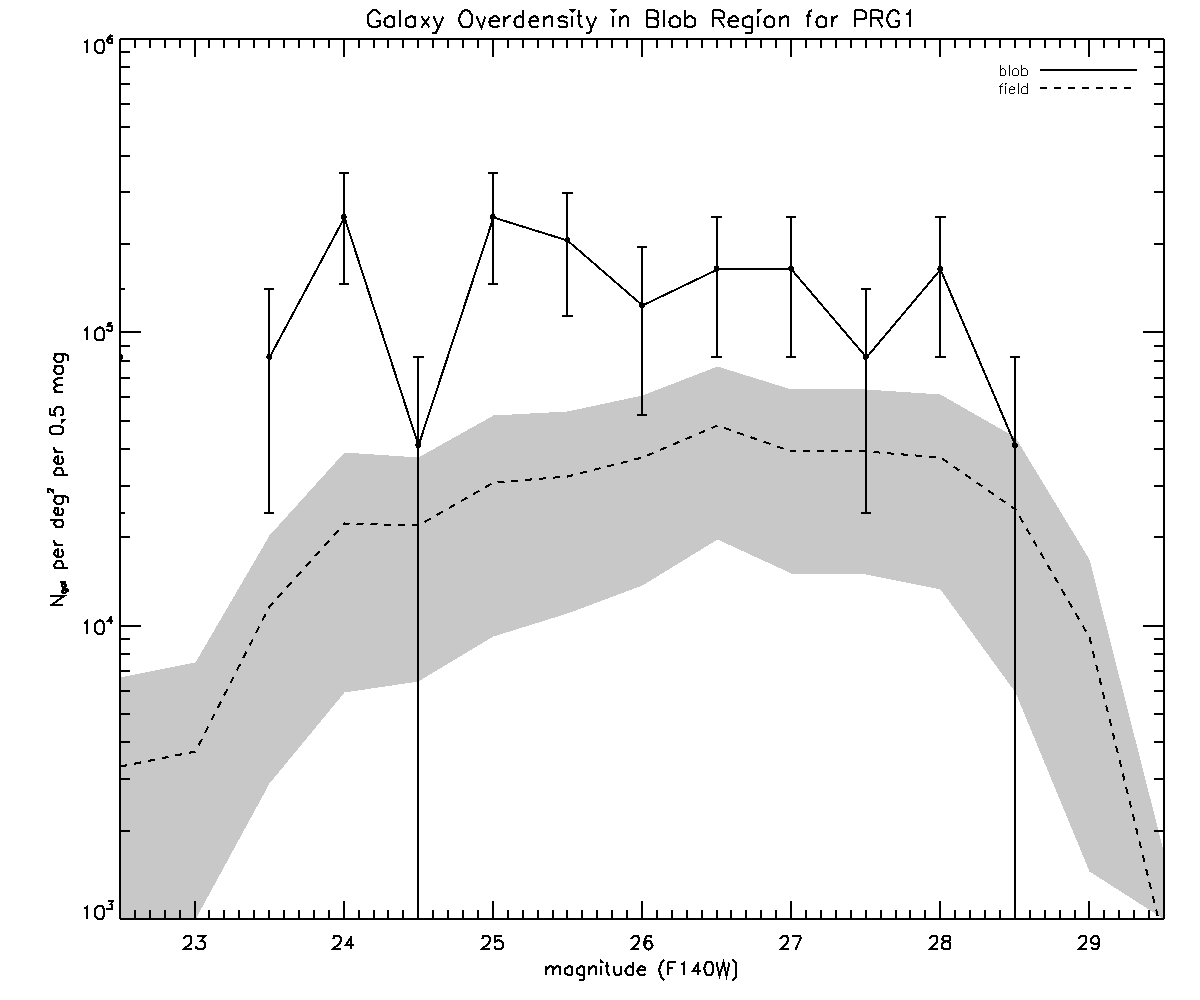 Galaxy Overdensity in Blob Region for PRG1
blob
field
10⁶
10⁵
10⁴
10³
N_gal per deg² per 0.5 mag
23 24 25 26 27 28 29
magnitude (F140W)